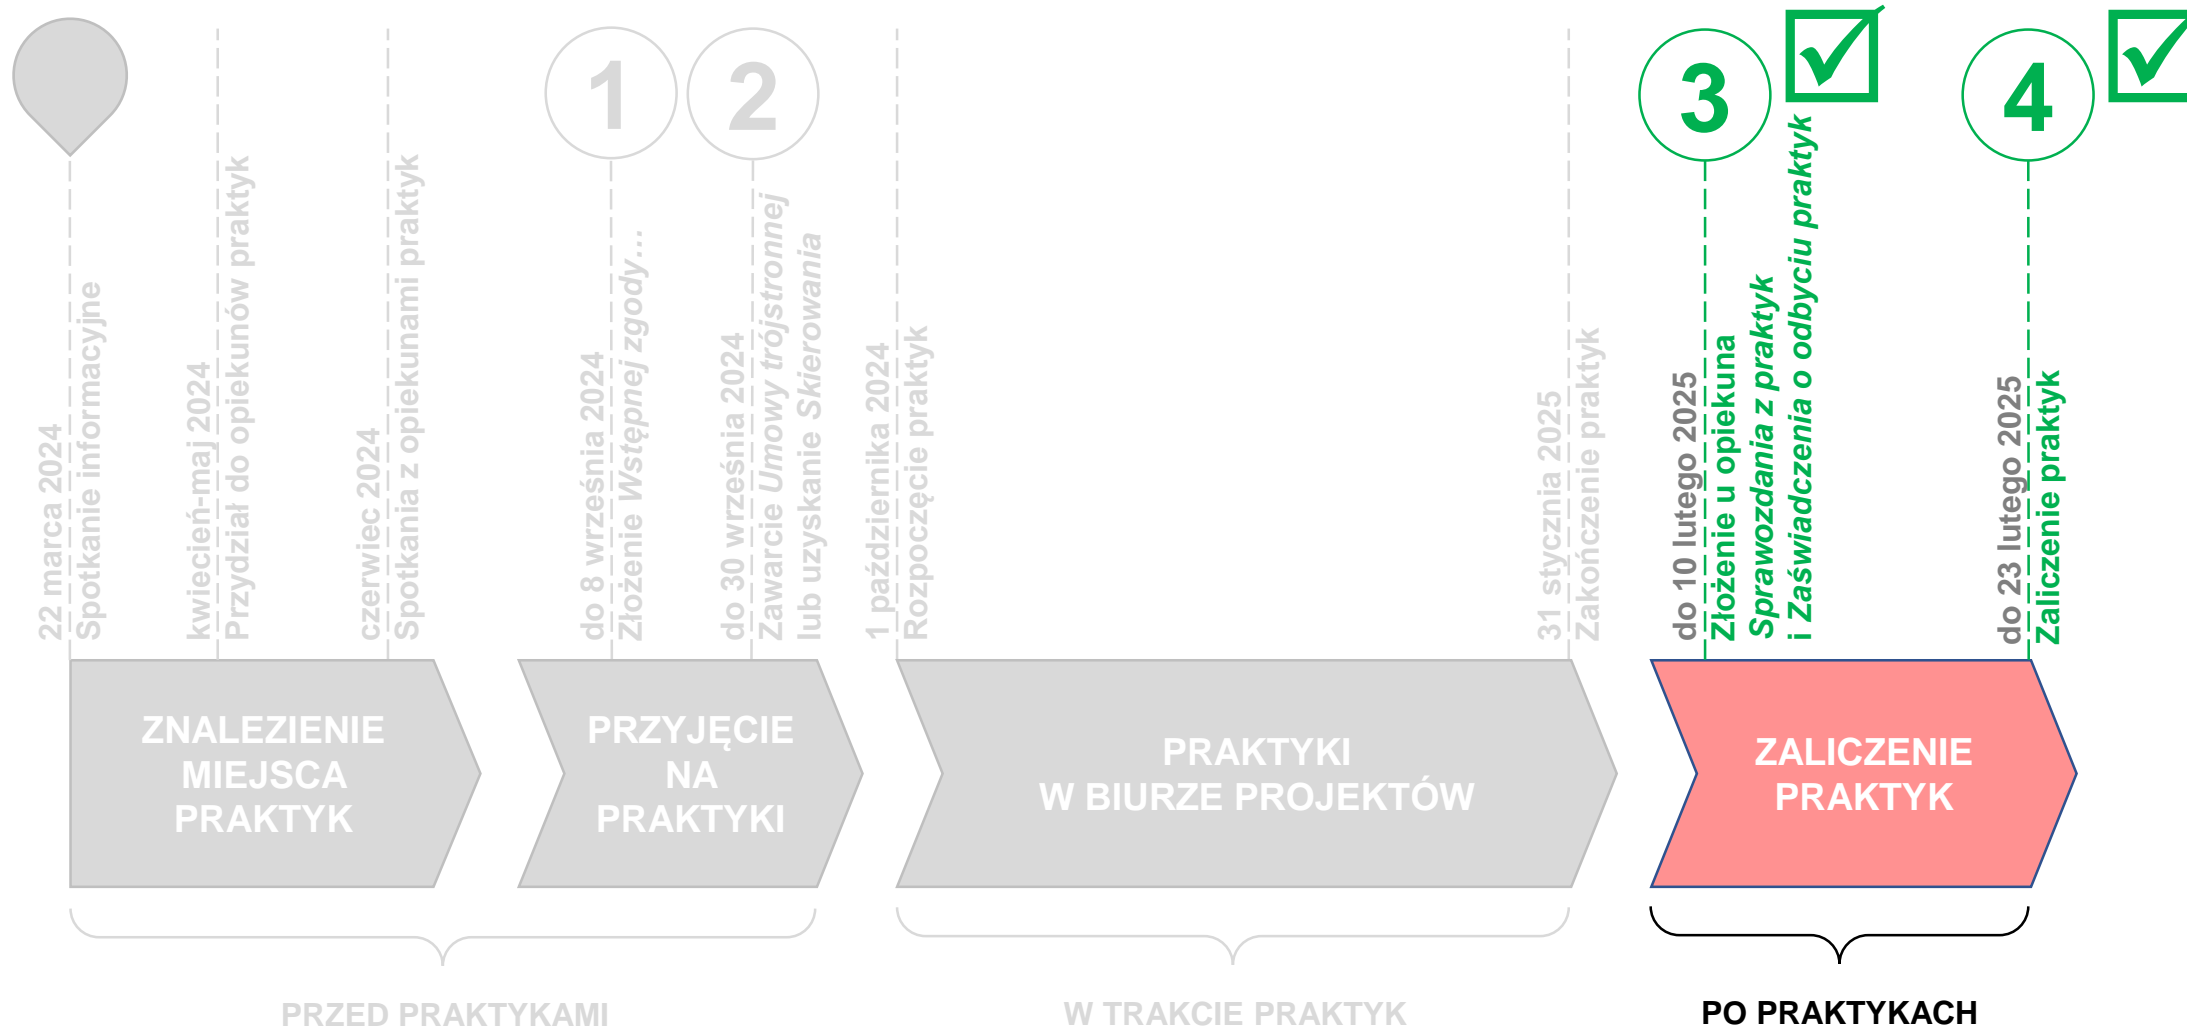 1
2
3
4
22 marca 2024
Spotkanie informacyjne
kwiecień-maj 2024
Przydział do opiekunów praktyk
czerwiec 2024
Spotkania z opiekunami praktyk
do 8 września 2024
Złożenie Wstępnej zgody…
do 30 września 2024
Zawarcie Umowy trójstronnej
lub uzyskanie Skierowania
1 października 2024
Rozpoczęcie praktyk
31 stycznia 2025
Zakończenie praktyk
do 10 lutego 2025
Złożenie u opiekuna
Sprawozdania z praktyk
i Zaświadczenia o odbyciu praktyk
do 23 lutego 2025
Zaliczenie praktyk
ZNALEZIENIE
MIEJSCA
PRAKTYK
PRZYJĘCIE
NA
PRAKTYKI
PRAKTYKI
W BIURZE PROJEKTÓW
ZALICZENIE
PRAKTYK
PRZED PRAKTYKAMI
W TRAKCIE PRAKTYK
PO PRAKTYKACH